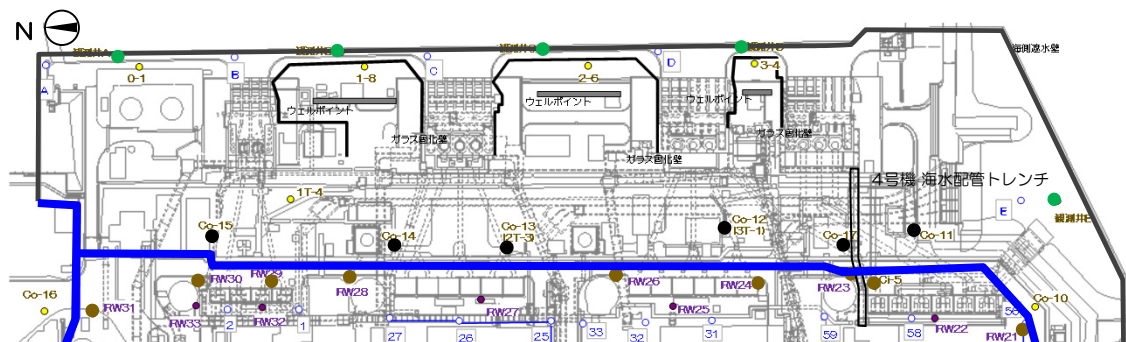 N
観測井A
観測井B
観測井C
海側遮水壁
A
0-1
B
1-8
C
2-6
D
3-4
ウェルポイント
ウェルポイント
ウェルポイント
ガラス固化壁
ガラス固化壁
ガラス固化壁
4号機 海水配管トレンチ
1T-4
E
観測井E
Co-15
Co-14
Co-13
(2T-3)
Co-12
(3T-1)
Co-17
Co-11
RW30
RW29
RW28
RW26
RW24
RW23
Ci-5
Co-16
RW31
RW33
2
RW32
1
27
26
RW27
25
33
32
RW25
31
59
58
RW22
56
Co-10
RW21